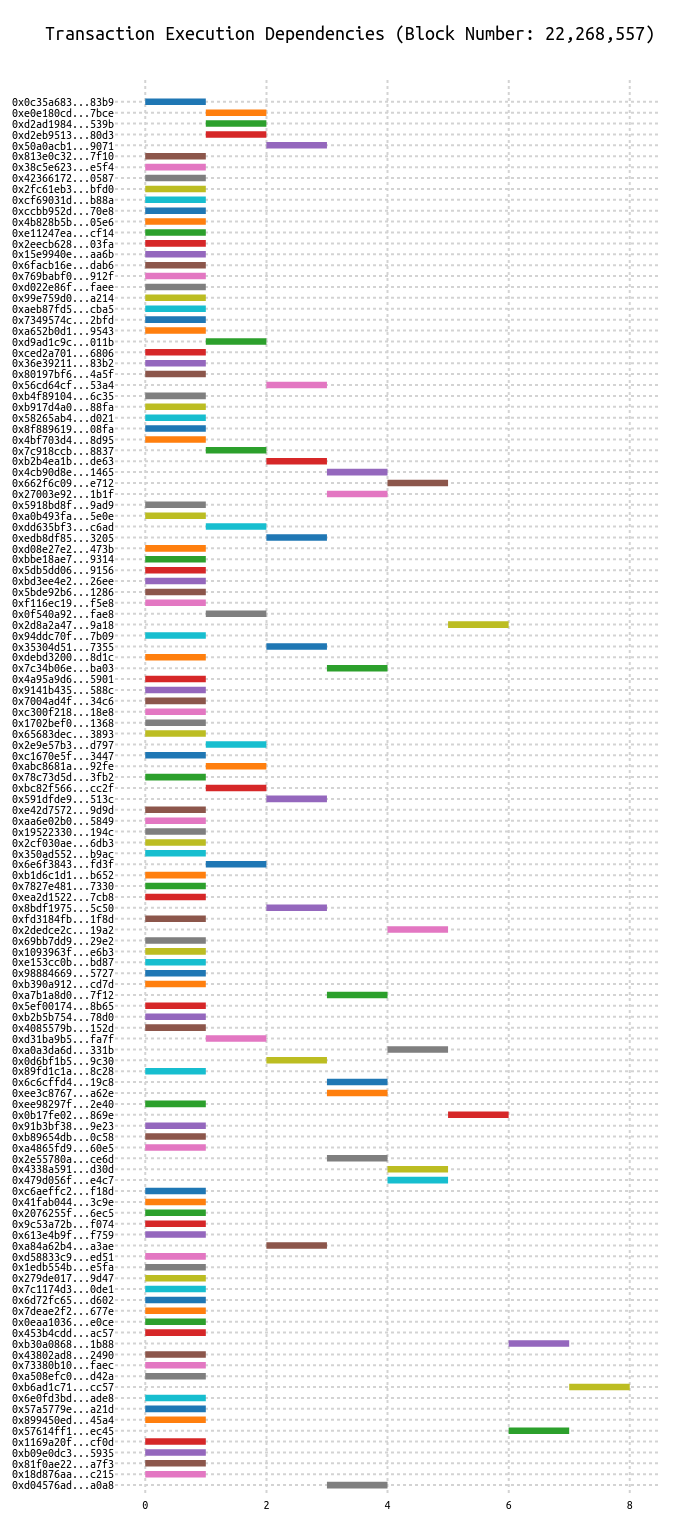 Transaction Execution Dependencies (Block Number: 22,268,557)
0x0c35a683...83b9
0xe0e180cd...7bce
0xd2ad1984...539b
0xd2eb9513...80d3
0x50a0acb1...9071
0x813e0c32...7f10
0x38c5e623...e5f4
0x42366172...0587
0x2fc61eb3...bfd0
0xcf69031d...b88a
0xccbb952d...70e8
0x4b828b5b...05e6
0xe11247ea...cf14
0x2eecb628...03fa
0x15e9940e...aa6b
0x6facb16e...dab6
0x769babf0...912f
0xd022e86f...faee
0x99e759d0...a214
0xaeb87fd5...cba5
0x7349574c...2bfd
0xa652b0d1...9543
0xd9ad1c9c...011b
0xced2a701...6806
0x36e39211...83b2
0x80197bf6...4a5f
0x56cd64cf...53a4
0xb4f89104...6c35
0xb917d4a0...88fa
0x58265ab4...d021
0x8f889619...08fa
0x4bf703d4...8d95
0x7c918ccb...8837
0xb2b4ea1b...de63
0x4cb90d8e...1465
0x662f6c09...e712
0x27003e92...1b1f
0x5918bd8f...9ad9
0xa0b493fa...5e0e
0xdd635bf3...c6ad
0xedb8df85...3205
0xd08e27e2...473b
0xbbe18ae7...9314
0x5db5dd06...9156
0xbd3ee4e2...26ee
0x5bde92b6...1286
0xf116ec19...f5e8
0x0f540a92...fae8
0x2d8a2a47...9a18
0x94ddc70f...7b09
0x35304d51...7355
0xdebd3200...8d1c
0x7c34b06e...ba03
0x4a95a9d6...5901
0x9141b435...588c
0x7004ad4f...34c6
0xc300f218...18e8
0x1702bef0...1368
0x65683dec...3893
0x2e9e57b3...d797
0xc1670e5f...3447
0xabc8681a...92fe
0x78c73d5d...3fb2
0xbc82f566...cc2f
0x591dfde9...513c
0xe42d7572...9d9d
0xaa6e02b0...5849
0x19522330...194c
0x2cf030ae...6db3
0x350ad552...b9ac
0x6e6f3843...fd3f
0xb1d6c1d1...b652
0x7827e481...7330
0xea2d1522...7cb8
0x8bdf1975...5c50
0xfd3184fb...1f8d
0x2dedce2c...19a2
0x69bb7dd9...29e2
0x1093963f...e6b3
0xe153cc0b...bd87
0x98884669...5727
0xb390a912...cd7d
0xa7b1a8d0...7f12
0x5ef00174...8b65
0xb2b5b754...78d0
0x4085579b...152d
0xd31ba9b5...fa7f
0xa0a3da6d...331b
0x0d6bf1b5...9c30
0x89fd1c1a...8c28
0x6c6cffd4...19c8
0xee3c8767...a62e
0xee98297f...2e40
0x0b17fe02...869e
0x91b3bf38...9e23
0xb89654db...0c58
0xa4865fd9...60e5
0x2e55780a...ce6d
0x4338a591...d30d
0x479d056f...e4c7
0xc6aeffc2...f18d
0x41fab044...3c9e
0x2076255f...6ec5
0x9c53a72b...f074
0x613e4b9f...f759
0xa84a62b4...a3ae
0xd58833c9...ed51
0x1edb554b...e5fa
0x279de017...9d47
0x7c1174d3...0de1
0x6d72fc65...d602
0x7deae2f2...677e
0x0eaa1036...e0ce
0x453b4cdd...ac57
0xb30a0868...1b88
0x43802ad8...2490
0x73380b10...faec
0xa508efc0...d42a
0xb6ad1c71...cc57
0x6e0fd3bd...ade8
0x57a5779e...a21d
0x899450ed...45a4
0x57614ff1...ec45
0x1169a20f...cf0d
0xb09e0dc3...5935
0x81f0ae22...a7f3
0x18d876aa...c215
0xd04576ad...a0a8
0 2 4 6 8